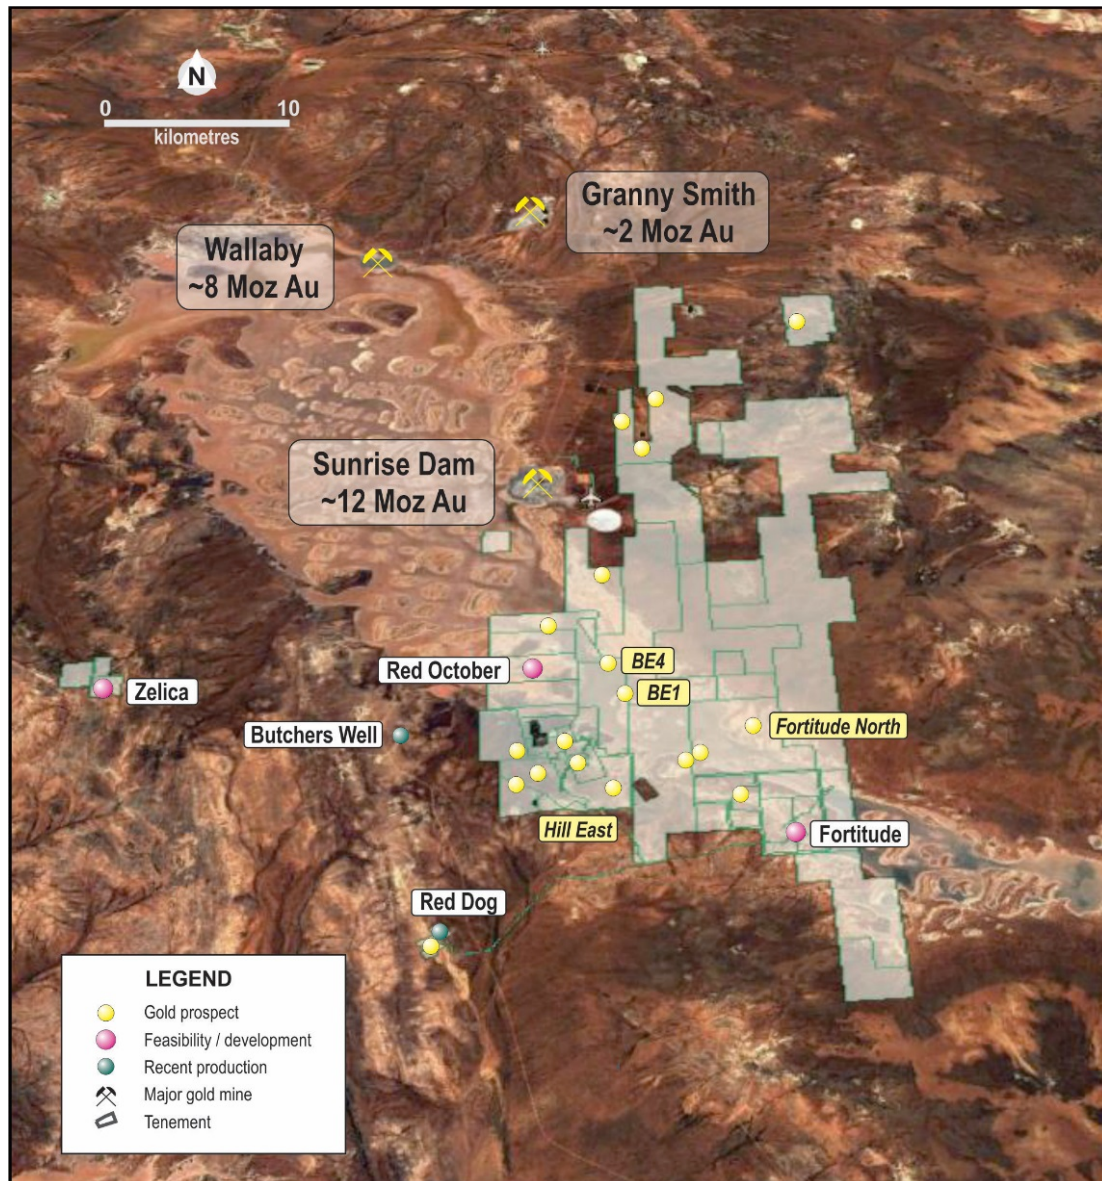 N
0 10
kilometres
Granny Smith
~2 Moz Au
Wallaby
~8 Moz Au
Sunrise Dam
~12 Moz Au
Red October
BE4
BE1
Zelica
Butchers Well
Fortitude North
Hill East
Fortitude
Red Dog
LEGEND
Gold prospect
Feasibility / development
Recent production
Major gold mine
Tenement